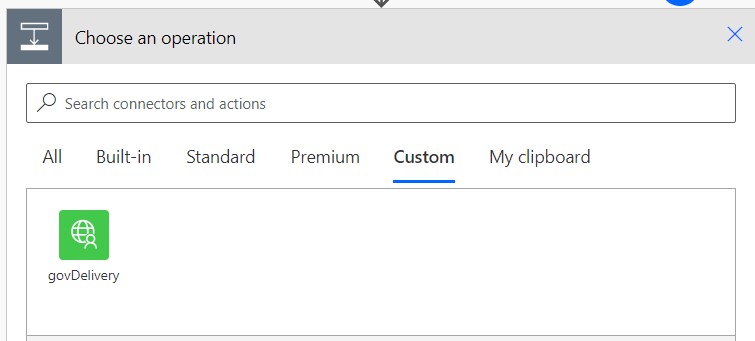 Choose an operation
Search connectors and actions
All Built-in Standard Premium Custom My clipboard
govDelivery